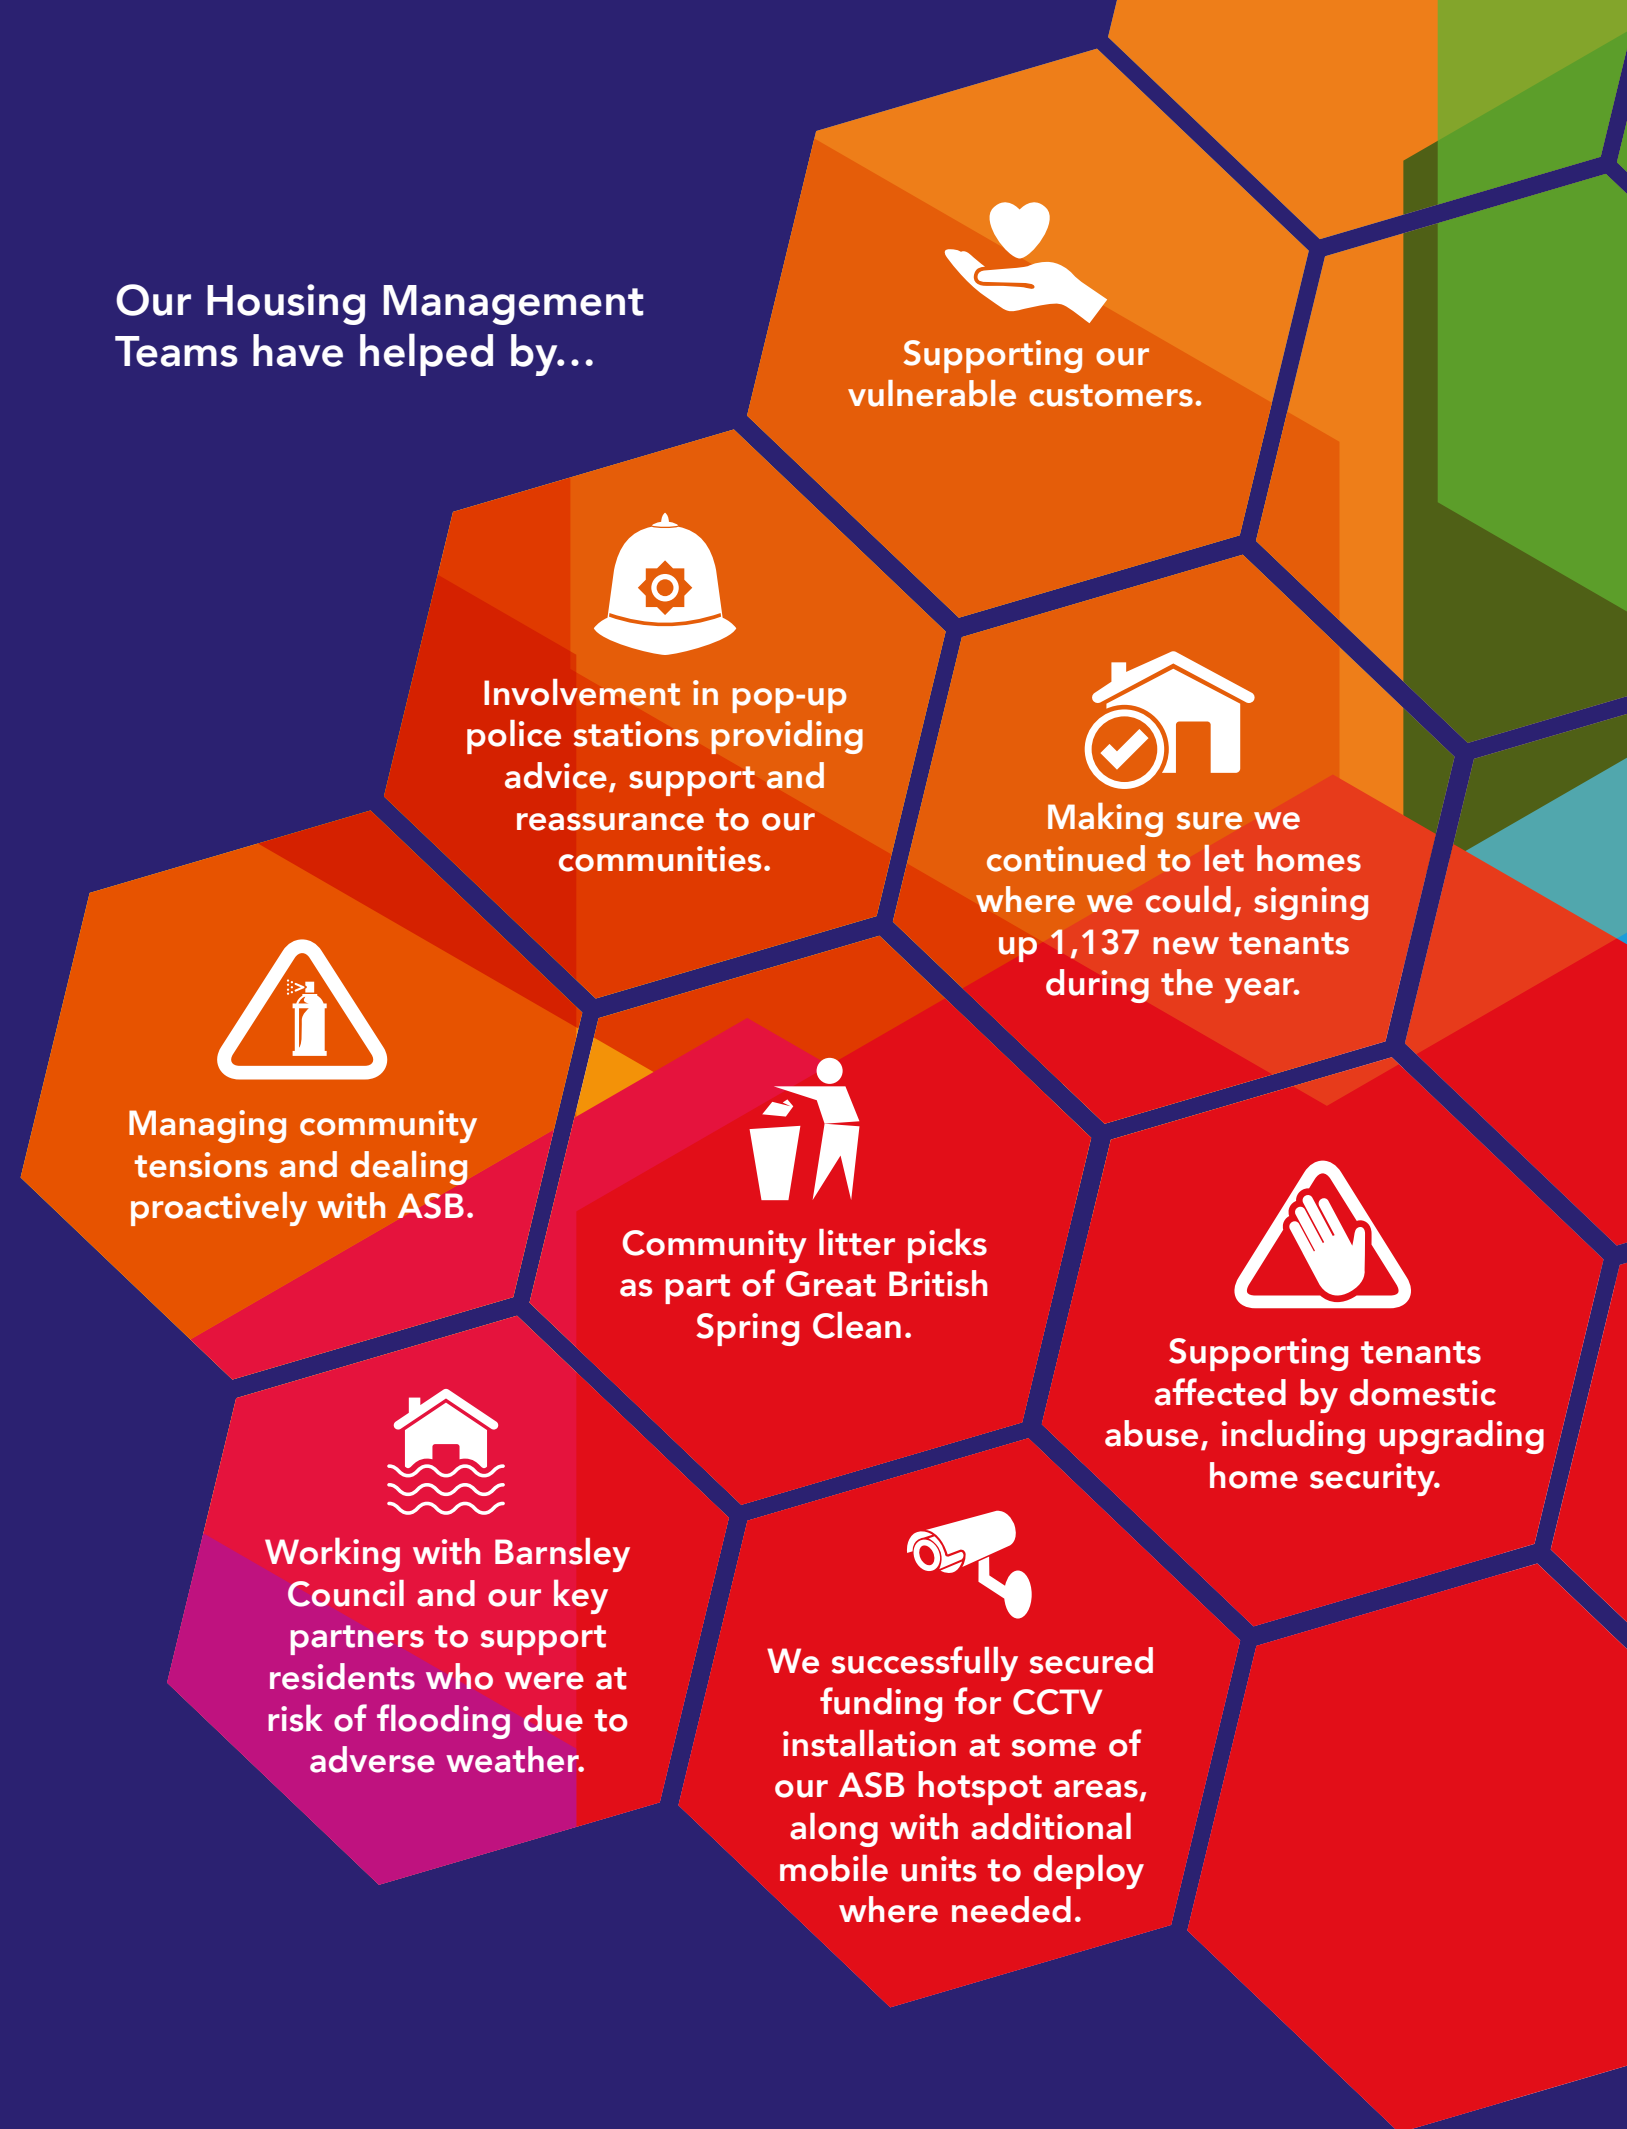 Our Housing Management
Teams have helped by…
Supporting our
vulnerable customers.
Involvement in pop-up
police stations providing
advice, support and
reassurance to our
communities.
Making sure we
continued to let homes
where we could, signing
up 1,137 new tenants
during the year.
Managing community
tensions and dealing
proactively with ASB.
Community litter picks
as part of Great British
Spring Clean.
Supporting tenants
affected by domestic
abuse, including upgrading
home security.
Working with Barnsley
Council and our key
partners to support
residents who were at
risk of flooding due to
adverse weather.
We successfully secured
funding for CCTV
installation at some of
our ASB hotspot areas,
along with additional
mobile units to deploy
where needed.